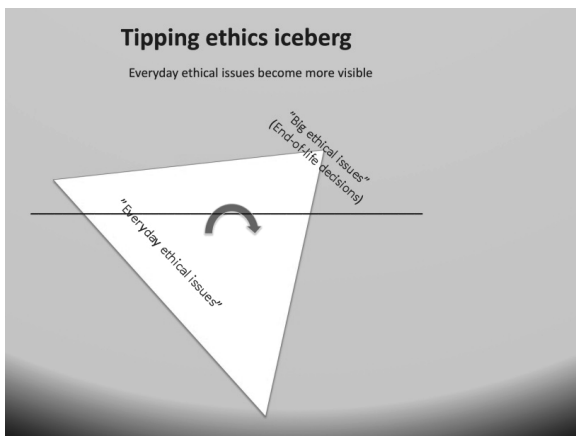 Tipping ethics iceberg
Everyday ethical issues become more visible
”Big ethical issues”
(End-of-life decisions)
”Everyday ethical issues”